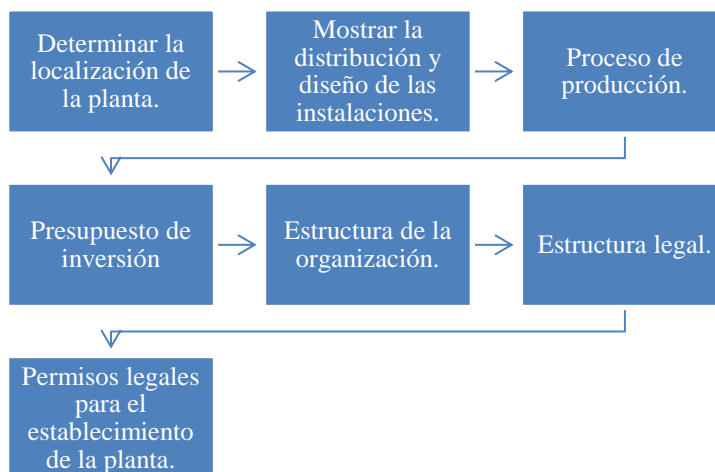 Determinar la
localización de
la planta.
Mostrar la
distribución y
diseño de las
instalaciones.
Proceso de
producción.
Presupuesto de
inversión
Estructura de la
organización.
Estructura legal.
Permisos legales
para el
establecimiento
de la planta.